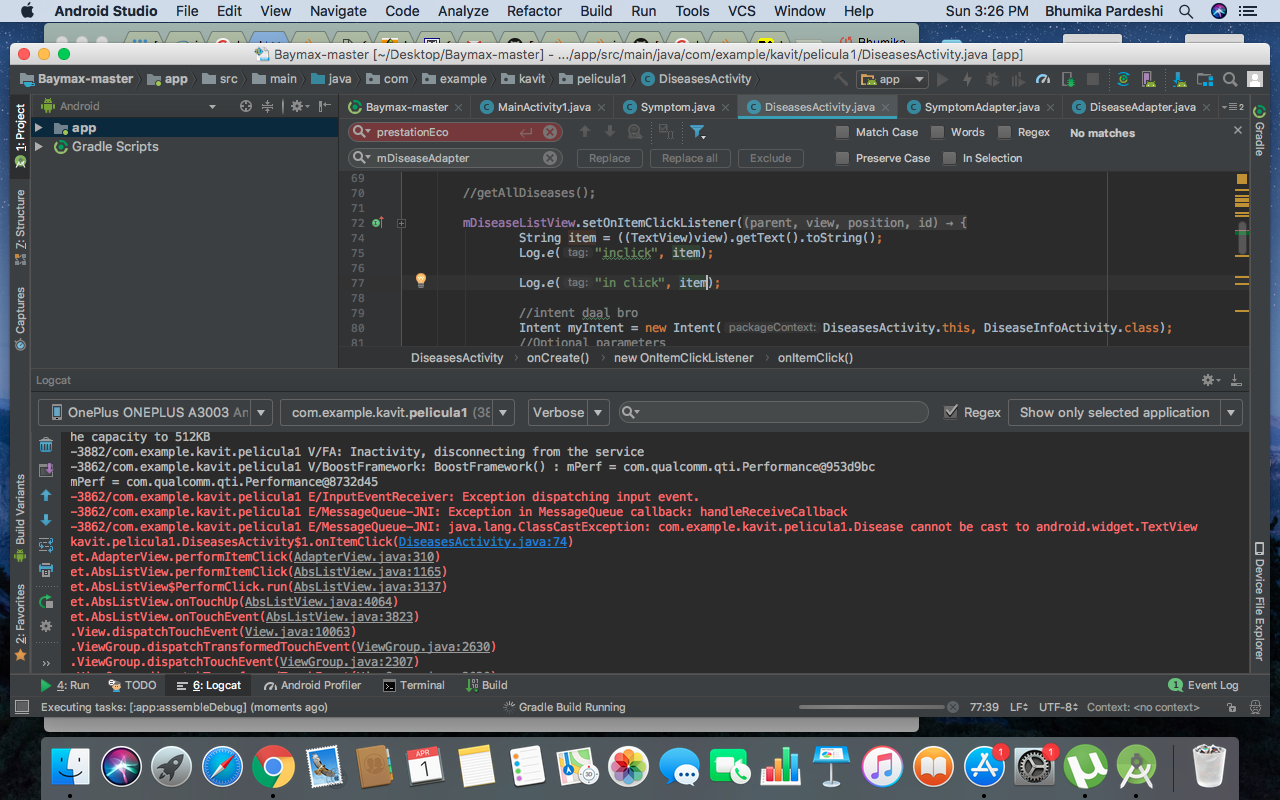 Android Studio File Edit View Navigate Code Analyze Refactor Build Run Tools VCS Window Help Sun 3:26 PM Bhumika Pardeshi
Baymax-master [~/Desktop/Baymax-master] - .../app/src/main/java/com/example/kavit/pelicula1/DiseasesActivity.java [app]
Baymax-master app src main java com example kavit pelicula1 DiseasesActivity app
Android
Baymax-master MainActivity1.java Symptom.java DiseasesActivity.java SymptomAdapter.java DiseaseAdapter.java 2
1: Project
Z: Structure
Captures
Build Variants
2: Favorites
app
Gradle Scripts
prestationEco Match Case Words Regex No matches
mDiseaseAdapter Replace Replace all Exclude Preserve Case In Selection
69
70 //getAllDiseases();
71
72 mDiseaseListView.setOnItemClickListener((parent, view, position, id) → {
74 String item = ((TextView)view).getText().toString();
75 Log.e( tag: "inclick", item);
76
77 Log.e( tag: "in click", item);
78
79 //intent daal bro
80 Intent myIntent = new Intent( packageContext: DiseasesActivity.this, DiseaseInfoActivity.class);
81 //Optional parameters
DiseasesActivity › onCreate() › new OnItemClickListener › onItemClick()
Gradle
Device File Explorer
Logcat
OnePlus ONEPLUS A3003 An com.example.kavit.pelicula1 (38 Verbose Regex Show only selected application
he capacity to 512KB
-3882/com.example.kavit.pelicula1 V/FA: Inactivity, disconnecting from the service
-3862/com.example.kavit.pelicula1 V/BoostFramework: BoostFramework() : mPerf = com.qualcomm.qti.Performance@953d9bc
mPerf = com.qualcomm.qti.Performance@8732d45
-3862/com.example.kavit.pelicula1 E/InputEventReceiver: Exception dispatching input event.
-3862/com.example.kavit.pelicula1 E/MessageQueue-JNI: Exception in MessageQueue callback: handleReceiveCallback
-3862/com.example.kavit.pelicula1 E/MessageQueue-JNI: java.lang.ClassCastException: com.example.kavit.pelicula1.Disease cannot be cast to android.widget.TextView
kavit.pelicula1.DiseasesActivity$1.onItemClick(DiseasesActivity.java:74)
et.AdapterView.performItemClick(AdapterView.java:310)
et.AbsListView.performItemClick(AbsListView.java:1165)
et.AbsListView$PerformClick.run(AbsListView.java:3137)
et.AbsListView.onTouchUp(AbsListView.java:4064)
et.AbsListView.onTouchEvent(AbsListView.java:3823)
.View.dispatchTouchEvent(View.java:10063)
.ViewGroup.dispatchTransformedTouchEvent(ViewGroup.java:2630)
.ViewGroup.dispatchTouchEvent(ViewGroup.java:2307)
4: Run TODO 6: Logcat Android Profiler Terminal Build 1 Event Log
Executing tasks: [:app:assembleDebug] (moments ago) Gradle Build Running 77:39 LF÷ UTF-8÷ Context: <no context>
APR
1
1
1